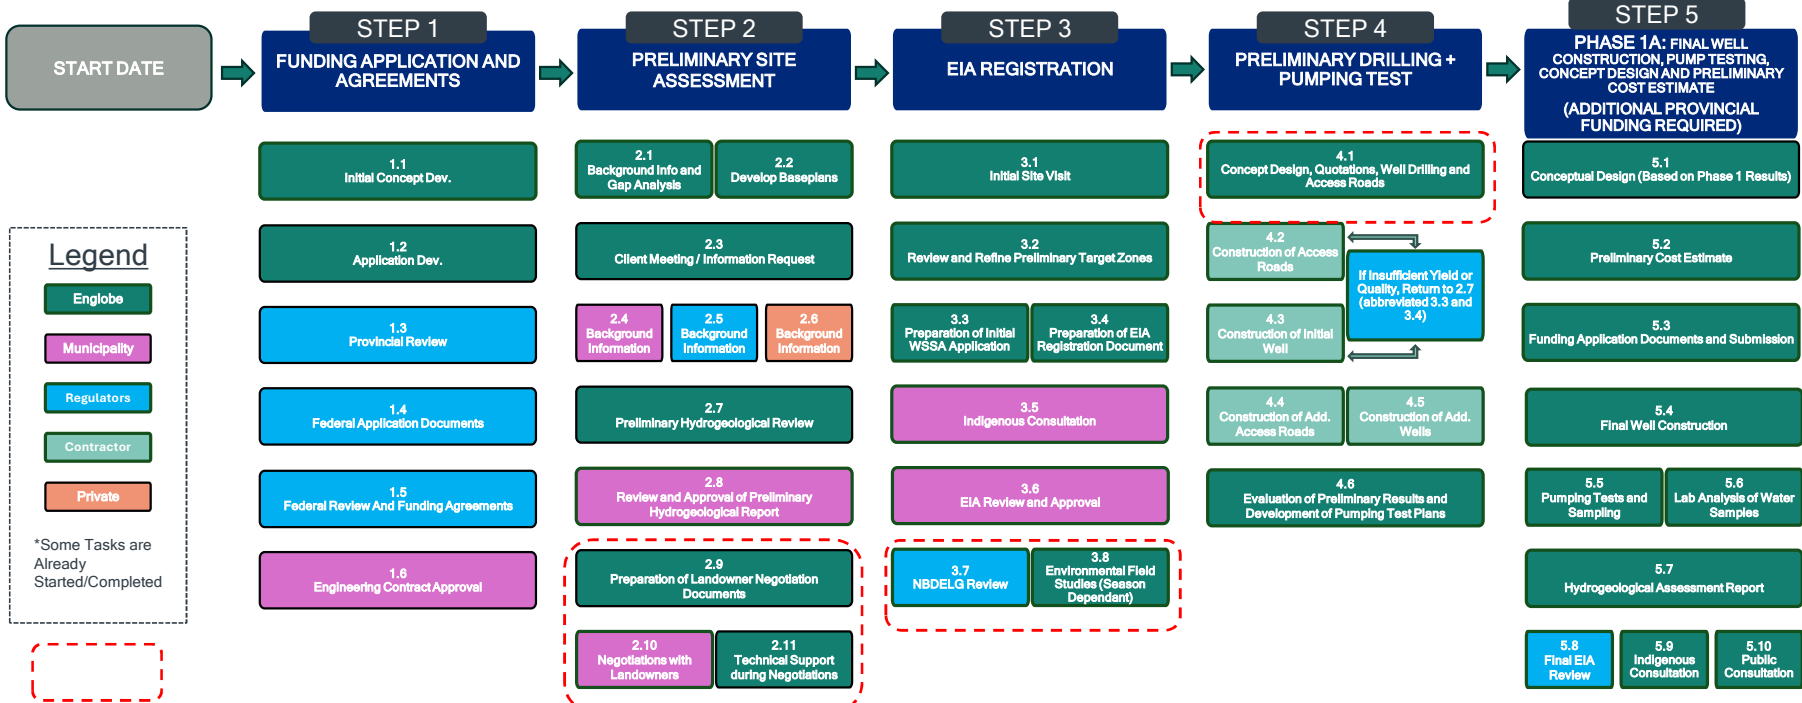 START DATE
STEP 1
FUNDING APPLICATION AND
AGREEMENTS
STEP 2
PRELIMINARY SITE
ASSESSMENT
STEP 3
EIA REGISTRATION
STEP 4
PRELIMINARY DRILLING +
PUMPING TEST
STEP 5
PHASE 1A: FINAL WELL
CONSTRUCTION, PUMP TESTING,
CONCEPT DESIGN AND PRELIMINARY
COST ESTIMATE
(ADDITIONAL PROVINCIAL
FUNDING REQUIRED)
Legend
Englobe
Municipality
Regulators
Contractor
Private
*Some Tasks are
Already
Started/Completed
1.1
Initial Concept Dev.
1.2
Application Dev.
1.3
Provincial Review
1.4
Federal Application Documents
1.5
Federal Review And Funding Agreements
1.6
Engineering Contract Approval
2.1
Background Info and
Gap Analysis
2.2
Develop Baseplans
2.3
Client Meeting / Information Request
2.4
Background
Information
2.5
Background
Information
2.6
Background
Information
2.7
Preliminary Hydrogeological Review
2.8
Review and Approval of Preliminary
Hydrogeological Report
2.9
Preparation of Landowner Negotiation
Documents
2.10
Negotiations with
Landowners
2.11
Technical Support
during Negotiations
3.1
Initial Site Visit
3.2
Review and Refine Preliminary Target Zones
3.3
Preparation of Initial
WSSA Application
3.4
Preparation of EIA
Registration Document
3.5
Indigenous Consultation
3.6
EIA Review and Approval
3.7
NBDELG Review
3.8
Environmental Field
Studies (Season
Dependant)
4.1
Concept Design, Quotations, Well Drilling and
Access Roads
4.2
Construction of Access
Roads
If Insufficient Yield or
Quality, Return to 2.7
(abbreviated 3.3 and
3.4)
4.3
Construction of Initial
Well
4.4
Construction of Add.
Access Roads
4.5
Construction of Add.
Wells
4.6
Evaluation of Preliminary Results and
Development of Pumping Test Plans
5.1
Conceptual Design (Based on Phase 1 Results)
5.2
Preliminary Cost Estimate
5.3
Funding Application Documents and Submission
5.4
Final Well Construction
5.5
Pumping Tests and
Sampling
5.6
Lab Analysis of Water
Samples
5.7
Hydrogeological Assessment Report
5.8
Final EIA
Review
5.9
Indigenous
Consultation
5.10
Public
Consultation